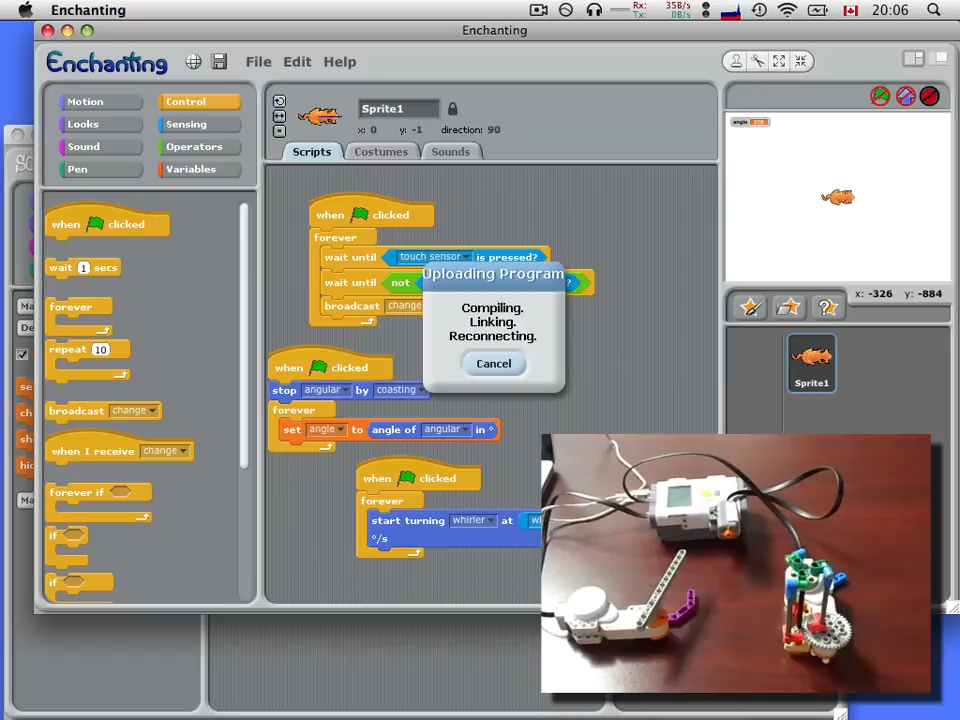 Enchanting
Rx: 35B/s
Tx: 0B/s
20:06
Enchanting
Enchanting
File Edit Help
Motion Control
Looks Sensing
Sound Operators
Pen Variables
when clicked
wait 1 secs
forever
repeat 10
broadcast change
when I receive change
forever if
if
if
Sprite1
x: 0 y: -1 direction: 90
Scripts Costumes Sounds
when clicked
forever
wait until touch sensor is pressed?
wait until not ?
broadcast change
when clicked
stop angular by coasting
forever
set angle to angle of angular in °
when clicked
forever
start turning whirler at
°/s
Uploading Program
Compiling.
Linking.
Reconnecting.
Cancel
angle
x: -326 y: -884
Sprite1